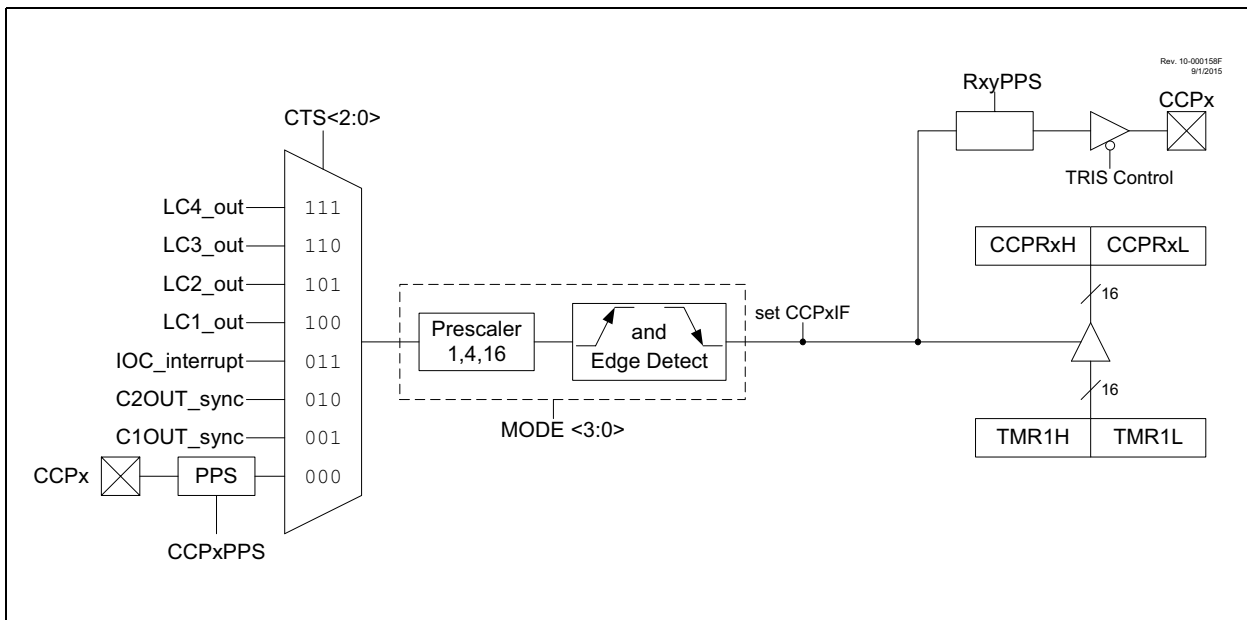 Rev. 10-000158F
9/1/2015
RxyPPS
CCPx
CTS<2:0>
TRIS Control
LC4_out 111
LC3_out 110
LC2_out 101
LC1_out 100
IOC_interrupt 011
C2OUT_sync 010
C1OUT_sync 001
CCPx PPS 000
CCPxPPS
Prescaler
1,4,16
and
Edge Detect
MODE <3:0>
set CCPxIF
CCPRxH CCPRxL
16
16
TMR1H TMR1L